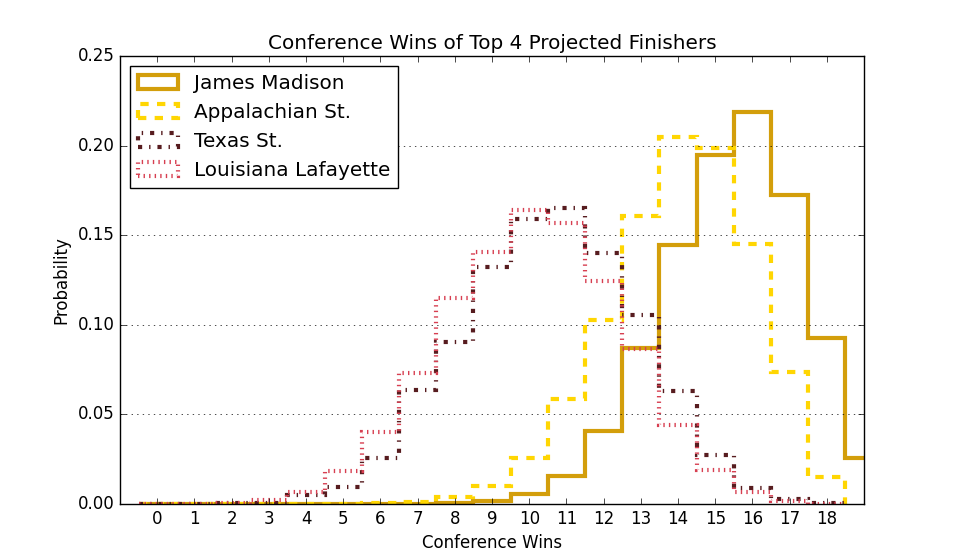 Conference Wins of Top 4 Projected Finishers
0.25
James Madison
Appalachian St.
Texas St.
Louisiana Lafayette
0.20
0.15
0.10
0.05
0.00
Probability
0 1 2 3 4 5 6 7 8 9 10 11 12 13 14 15 16 17 18
Conference Wins